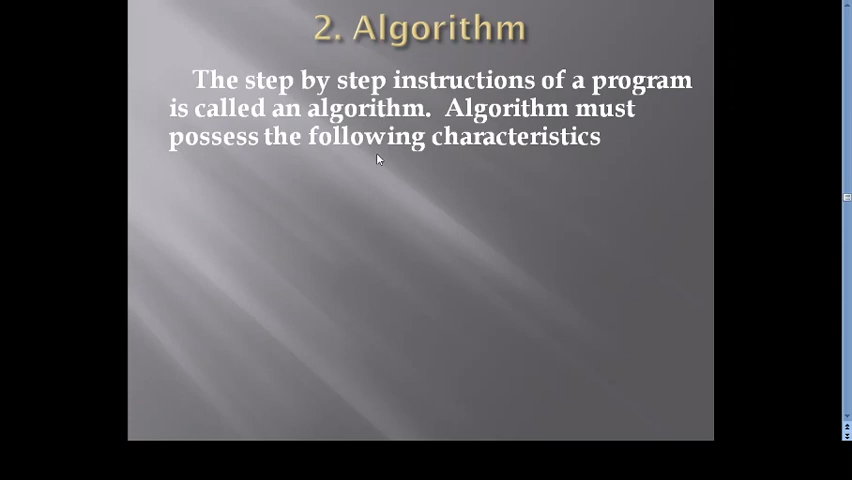 2. Algorithm
The step by step instructions of a program
is called an algorithm. Algorithm must
possess the following characteristics